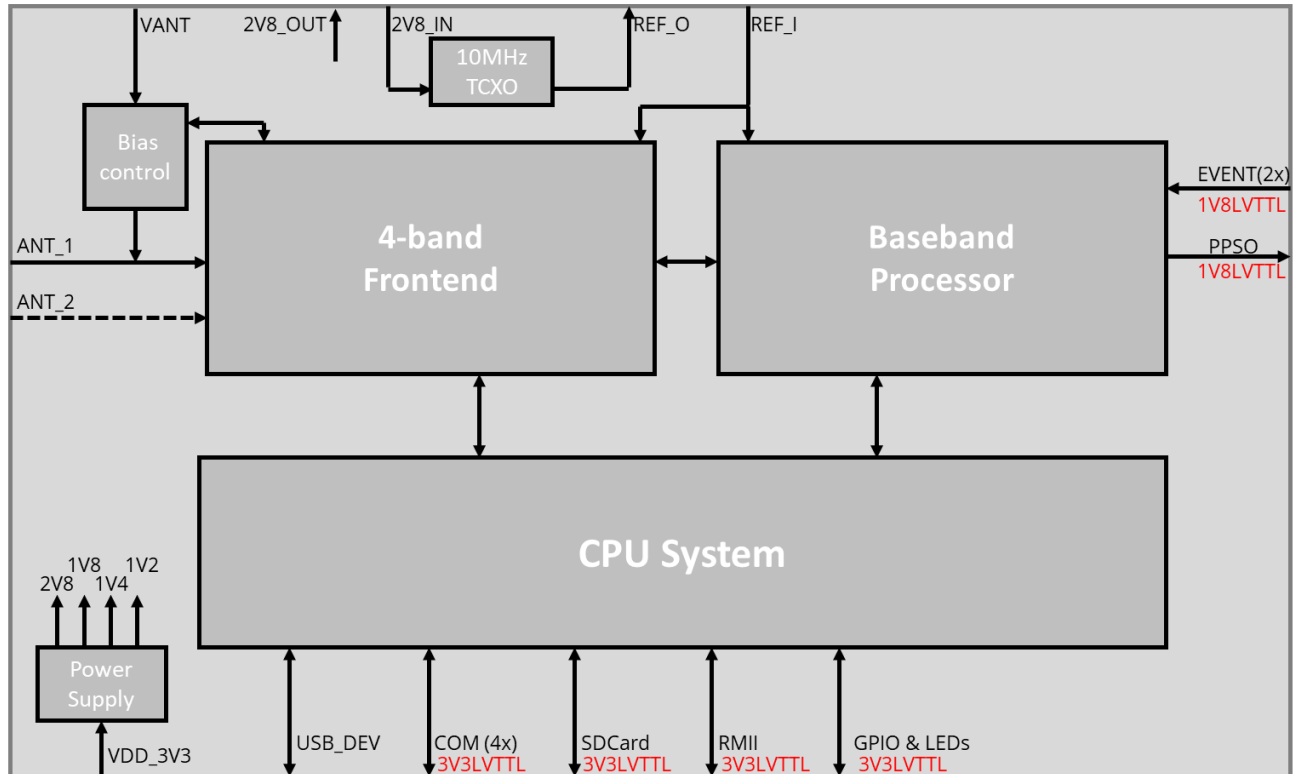 VANT
2V8_OUT
2V8_IN
REF_O
REF_I
10MHz
TCXO
Bias
control
ANT_1
ANT_2
4-band
Frontend
Baseband
Processor
EVENT(2x)
1V8LVTTL
PPSO
1V8LVTTL
CPU System
2V8
1V8
1V4
1V2
Power
Supply
VDD_3V3
USB_DEV
COM (4x)
3V3LVTTL
SDCard
3V3LVTTL
RMII
3V3LVTTL
GPIO & LEDs
3V3LVTTL